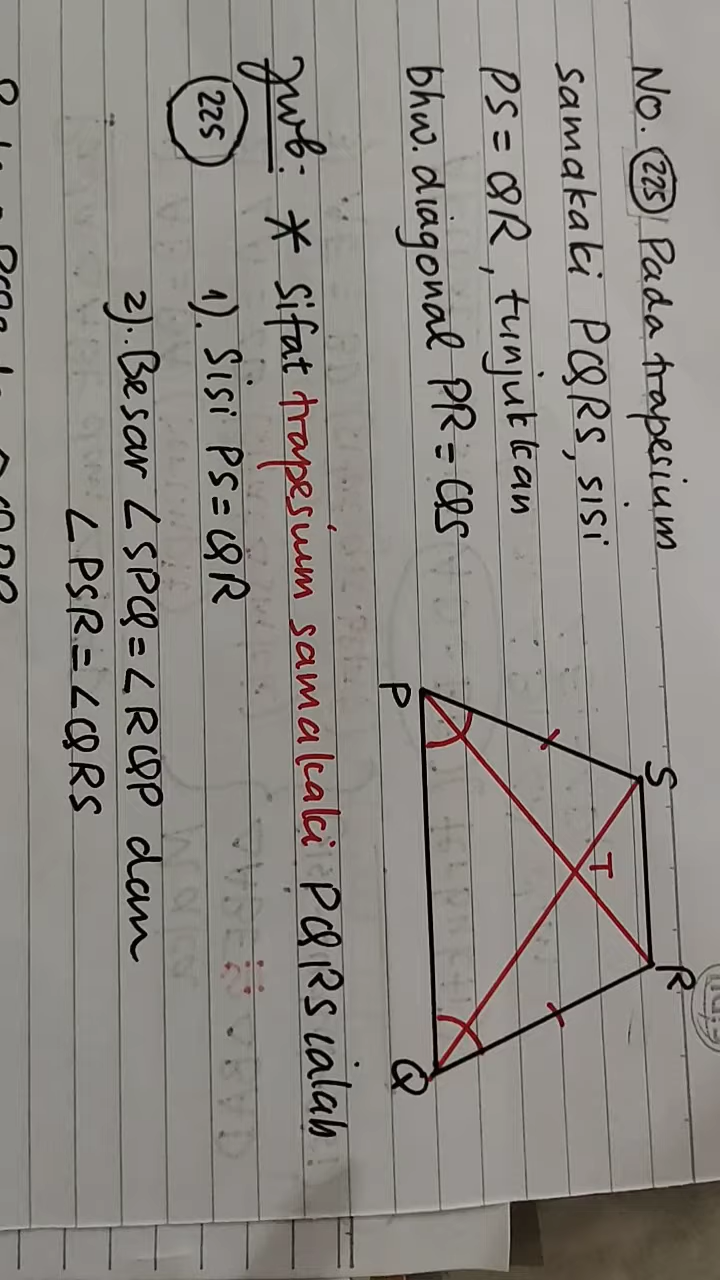 No. (225) Pada trapesium
samakaki PQRS, sisi
PS = QR, tunjukkan
bhw. diagonal PR = QS
P
S
T
R
Q
Jwb: * Sifat trapesium samakaki PQRS ialah
(225)
1). Sisi PS = QR
2). Besar ∠SPQ = ∠RQP dan
∠PSR = ∠QRS